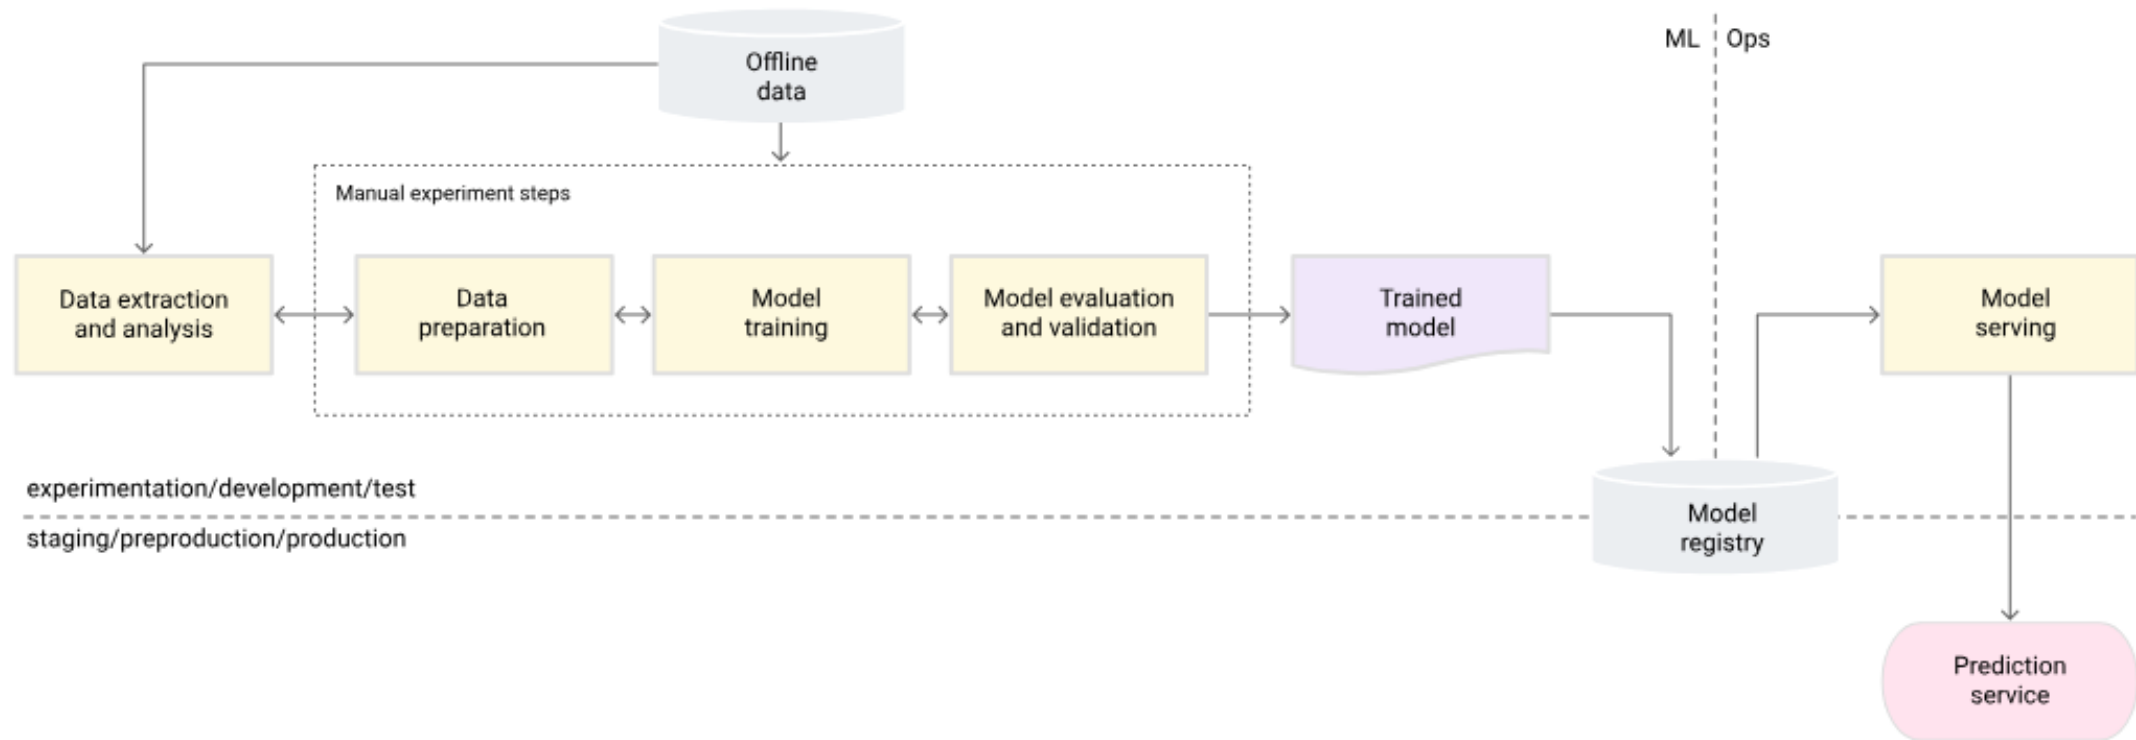 Offline
data
ML
Ops
Manual experiment steps
Data extraction
and analysis
Data
preparation
Model
training
Model evaluation
and validation
Trained
model
Model
serving
experimentation/development/test
staging/preproduction/production
Model
registry
Prediction
service